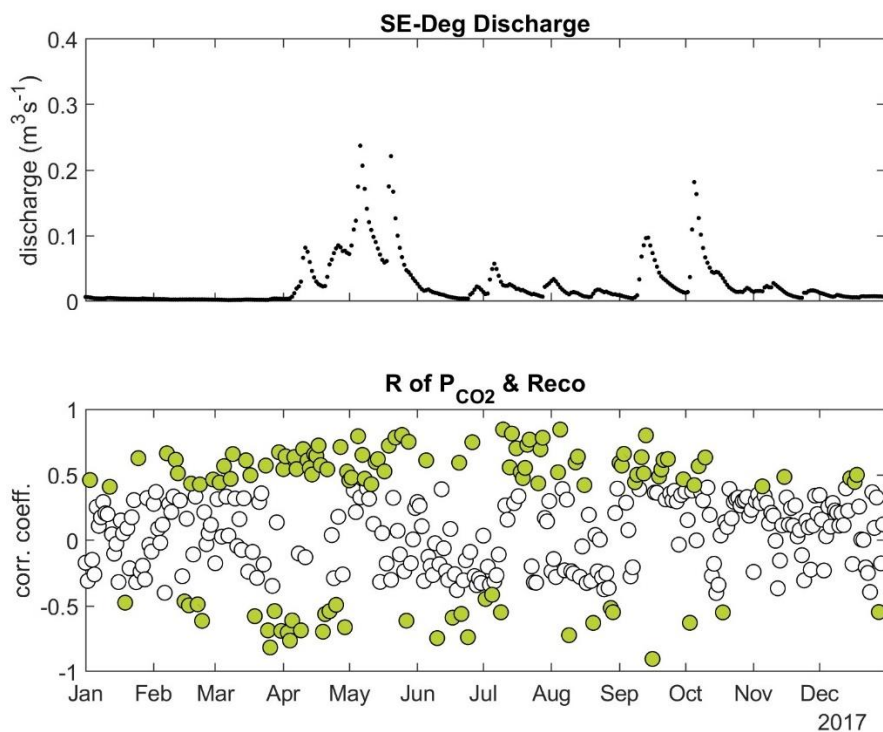 SE-Deg Discharge
0.4
0.3
0.2
0.1
0
discharge (m³s⁻¹)
R of P_CO2 & Reco
1
0.5
0
-0.5
-1
corr. coeff.
Jan Feb Mar Apr May Jun Jul Aug Sep Oct Nov Dec
2017